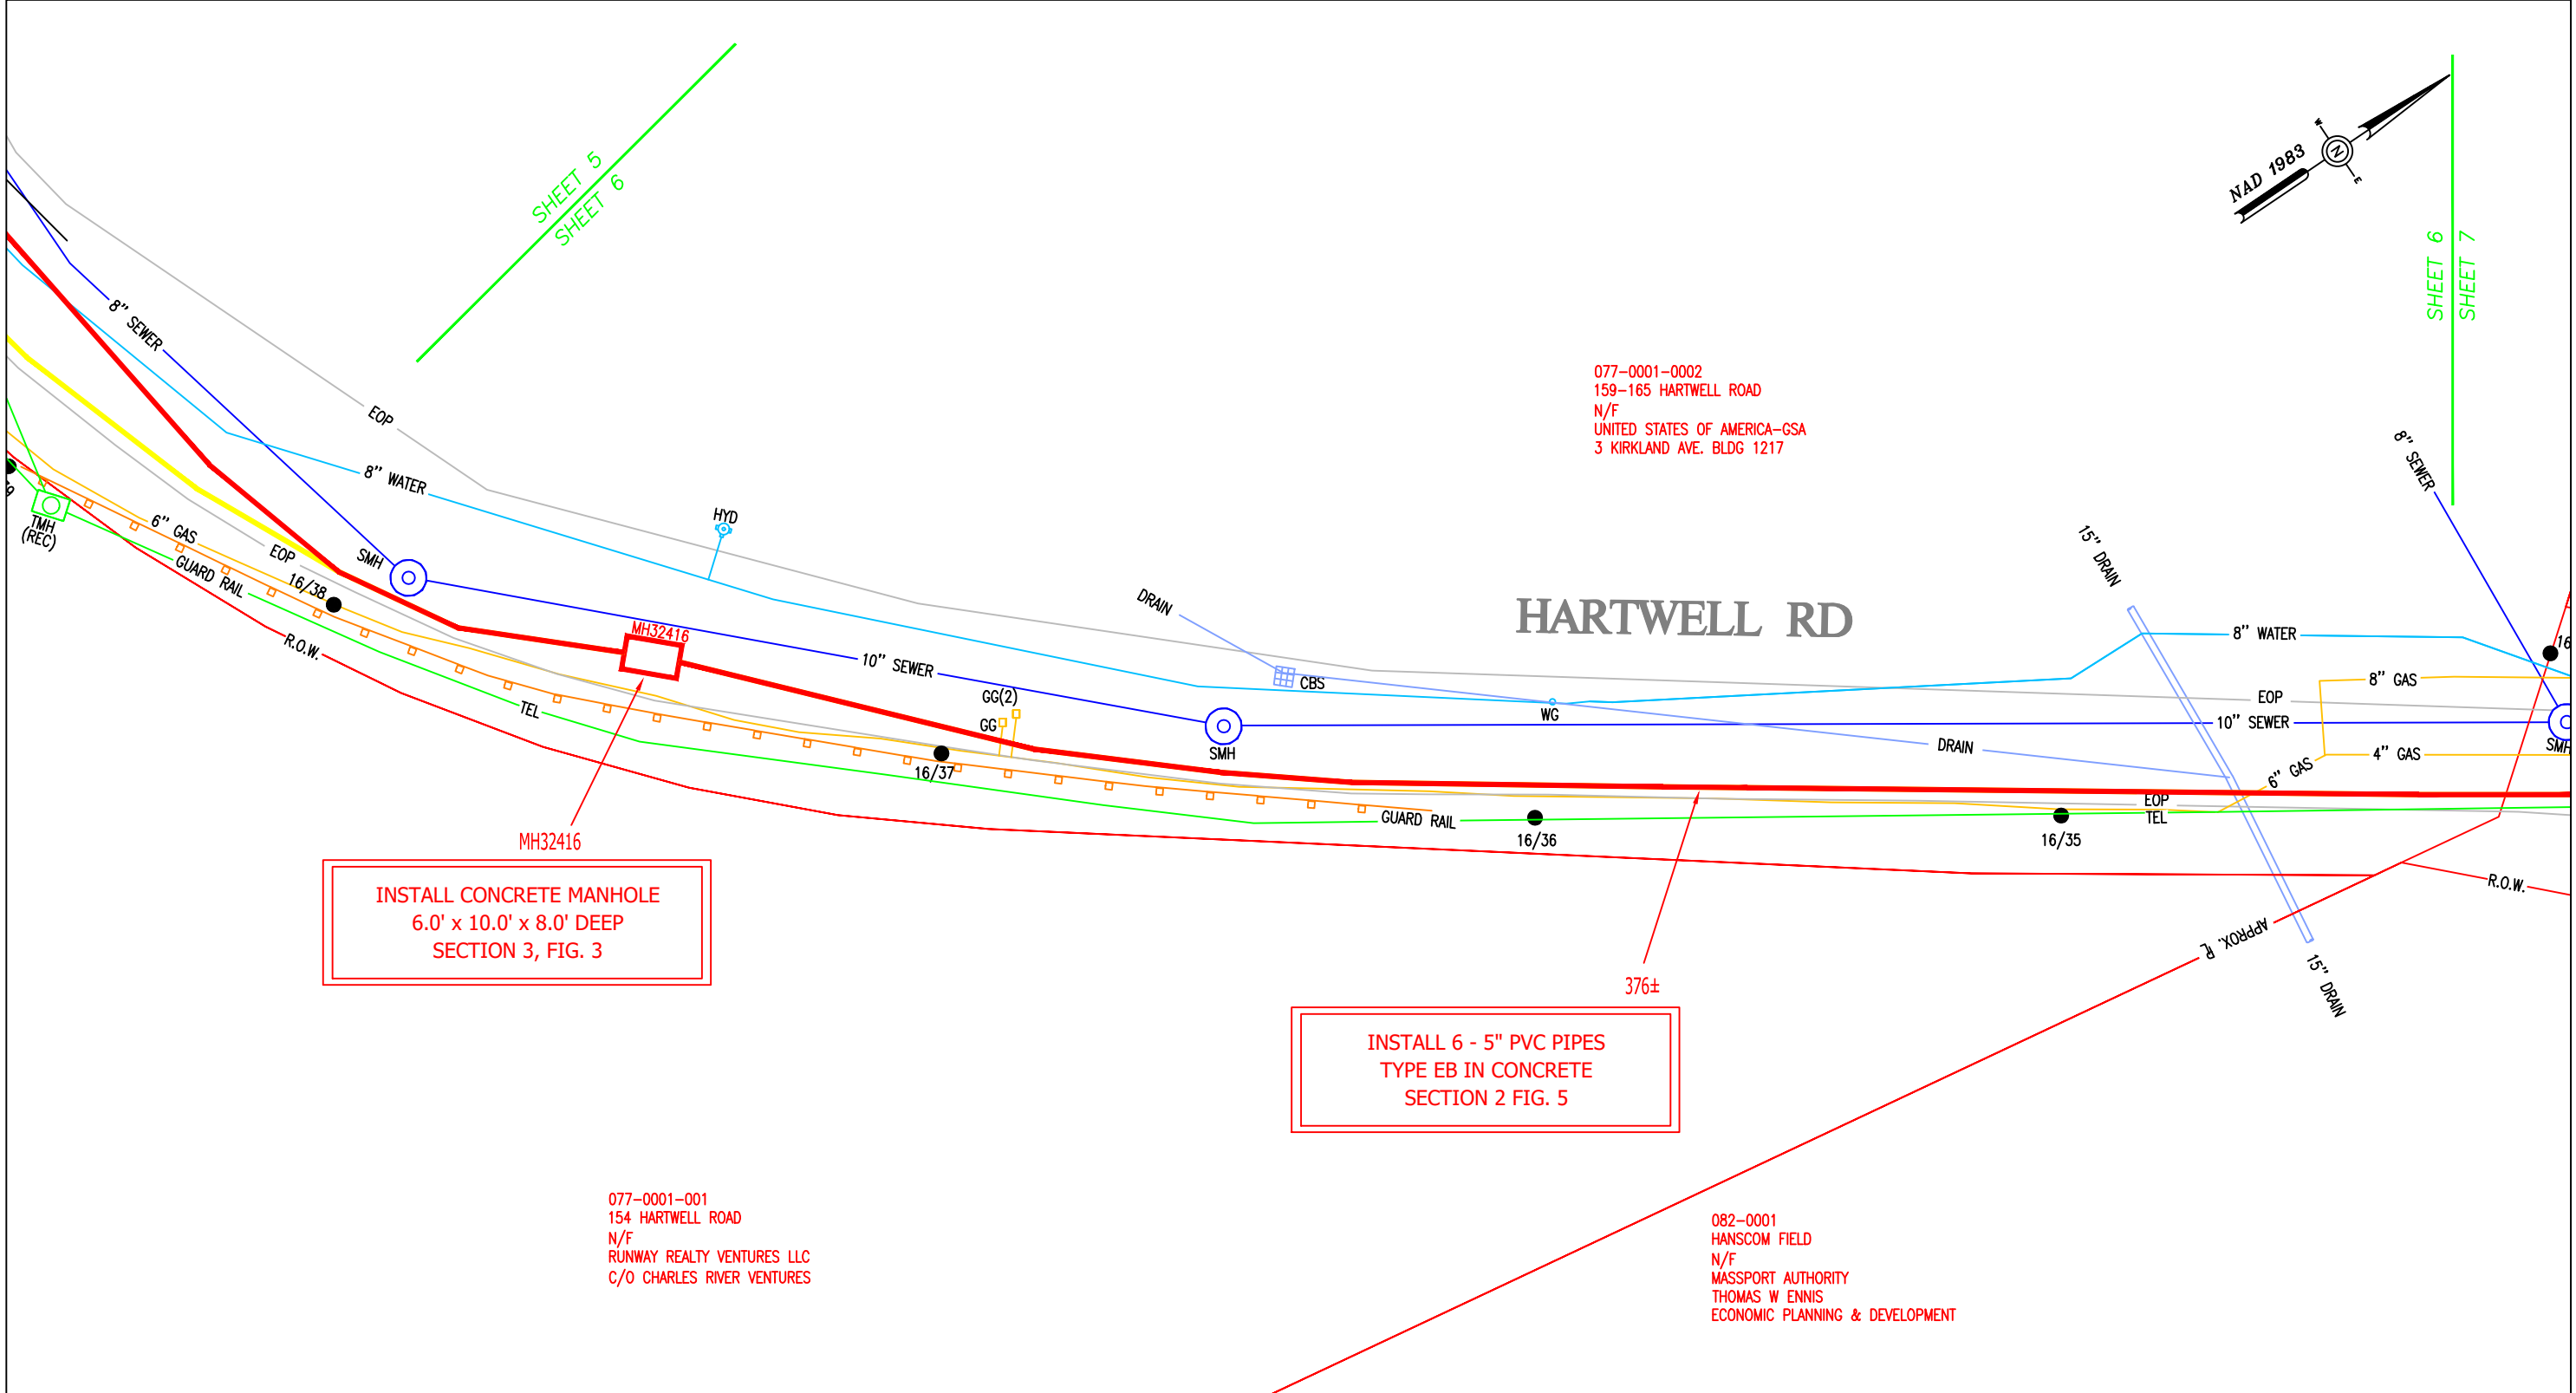 SHEET 5
SHEET 6
NAD 1983
W
N
E
SHEET 6
SHEET 7
8" SEWER
EOP
8" WATER
HYD
077-0001-0002
159-165 HARTWELL ROAD
N/F
UNITED STATES OF AMERICA-GSA
3 KIRKLAND AVE. BLDG 1217
8" SEWER
TMH
(REC)
6" GAS
EOP
GUARD RAIL
16/38
SMH
R.O.W.
MH32416
10" SEWER
DRAIN
HARTWELL RD
15" DRAIN
8" WATER
16
CBS
8" GAS
EOP
GG(2)
GG
TEL
WG
10" SEWER
SMH
DRAIN
SMH
4" GAS
6" GAS
16/37
EOP
TEL
GUARD RAIL
16/36
16/35
MH32416
INSTALL CONCRETE MANHOLE
6.0' x 10.0' x 8.0' DEEP
SECTION 3, FIG. 3
R.O.W.
APPROX. PL
15" DRAIN
376±
INSTALL 6 - 5" PVC PIPES
TYPE EB IN CONCRETE
SECTION 2 FIG. 5
077-0001-001
154 HARTWELL ROAD
N/F
RUNWAY REALTY VENTURES LLC
C/O CHARLES RIVER VENTURES
082-0001
HANSCOM FIELD
N/F
MASSPORT AUTHORITY
THOMAS W ENNIS
ECONOMIC PLANNING & DEVELOPMENT